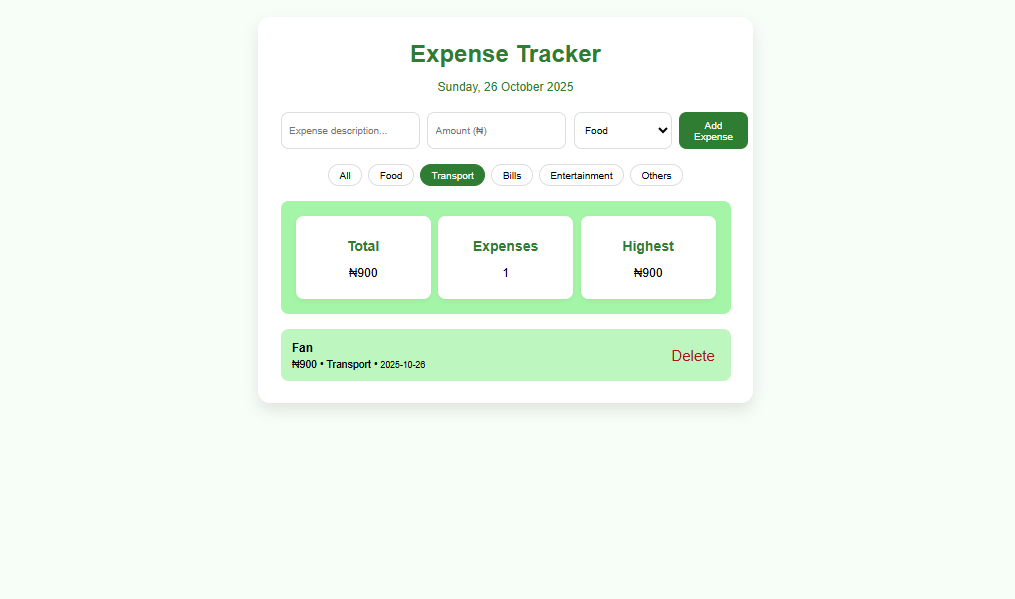 Expense Tracker
Sunday, 26 October 2025
Expense description... Amount (₦) Food Add Expense
All Food Transport Bills Entertainment Others
Total Expenses Highest
₦900 1 ₦900
Fan
₦900 • Transport • 2025-10-26
Delete